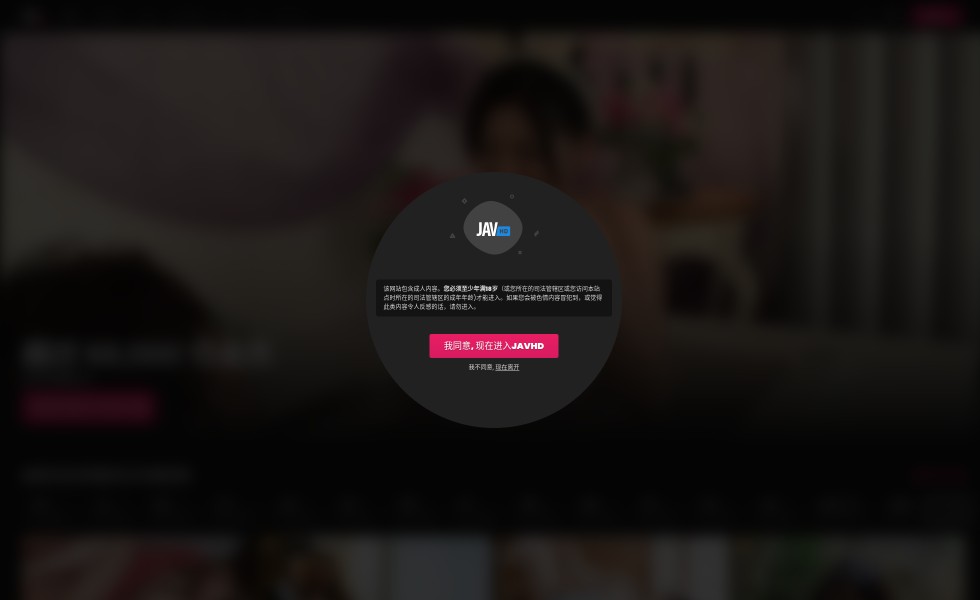 JAV HD
该网站包含成人内容。您必须至少年满18岁（或您所在的司法管辖区或您访问本站
点时所在的司法管辖区的成年年龄)才能进入。如果您会被色情内容冒犯到，或觉得
此类内容令人反感的话，请勿进入。
我同意, 现在进入JAVHD
我不同意, 现在离开